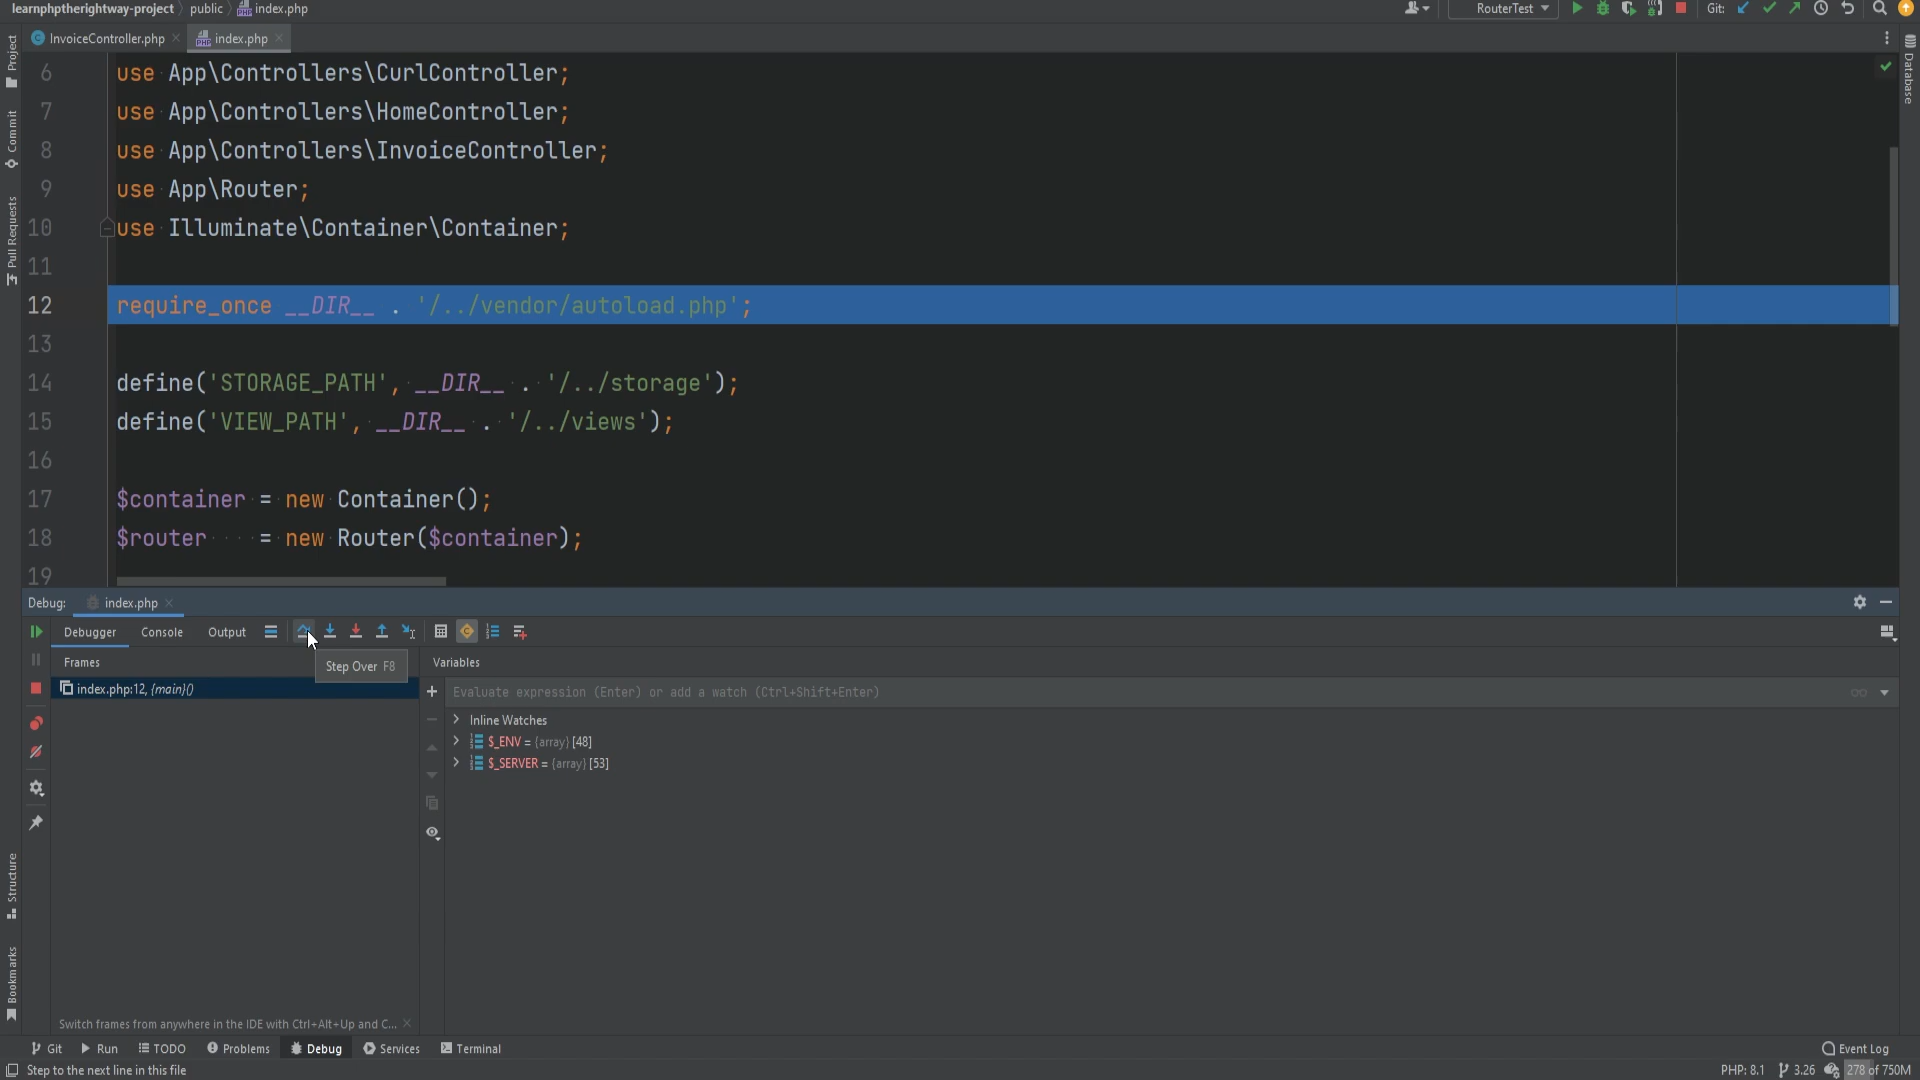 learnphptherightway-project public index.php RouterTest Git:
InvoiceController.php index.php
Project
Commit
Pull Requests
Structure
Bookmarks
Database
6 use App\Controllers\CurlController;
7 use App\Controllers\HomeController;
8 use App\Controllers\InvoiceController;
9 use App\Router;
10 use Illuminate\Container\Container;
11
12 require_once __DIR__ . '/../vendor/autoload.php';
13
14 define('STORAGE_PATH', __DIR__ . '/../storage');
15 define('VIEW_PATH', __DIR__ . '/../views');
16
17 $container = new Container();
18 $router = new Router($container);
19
Debug: index.php
Debugger Console Output
Step Over F8
Frames Variables
index.php:12, {main}()
Evaluate expression (Enter) or add a watch (Ctrl+Shift+Enter)
Inline Watches
$_ENV = {array} [48]
$_SERVER = {array} [53]
Switch frames from anywhere in the IDE with Ctrl+Alt+Up and C...
Git Run TODO Problems Debug Services Terminal Event Log
Step to the next line in this file PHP: 8.1 3.26 278 of 750M